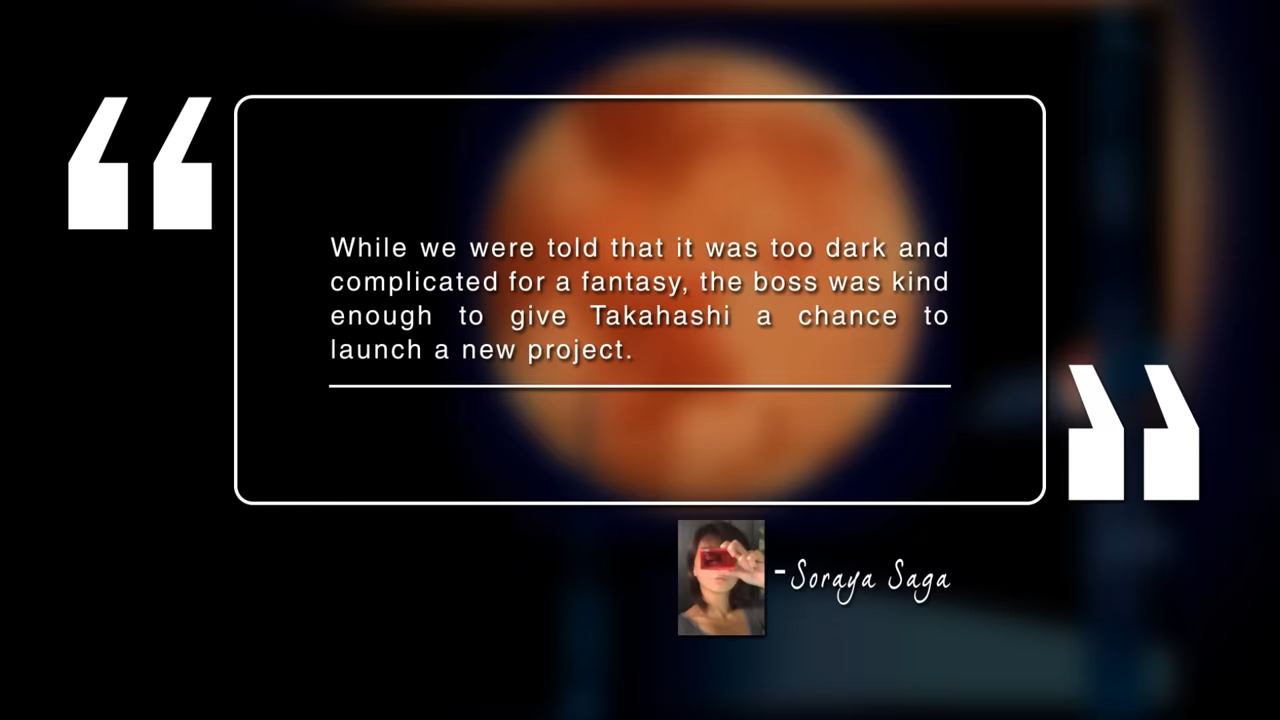 “
While we were told that it was too dark and
complicated for a fantasy, the boss was kind
enough to give Takahashi a chance to
launch a new project.
”
-Soraya Saga